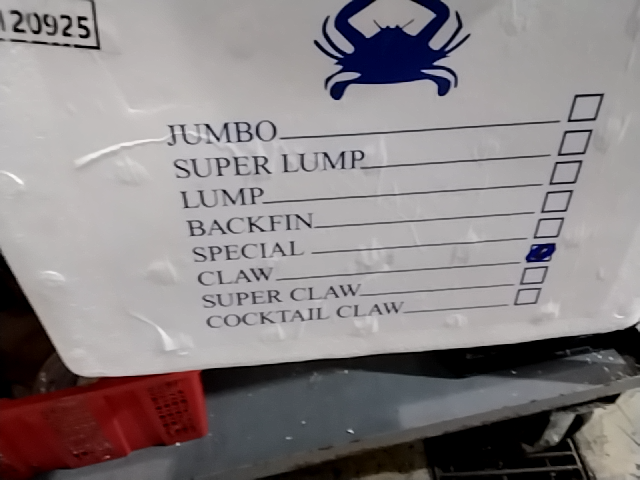 120925
JUMBO
SUPER LUMP
LUMP
BACKFIN
SPECIAL
CLAW
SUPER CLAW
COCKTAIL CLAW